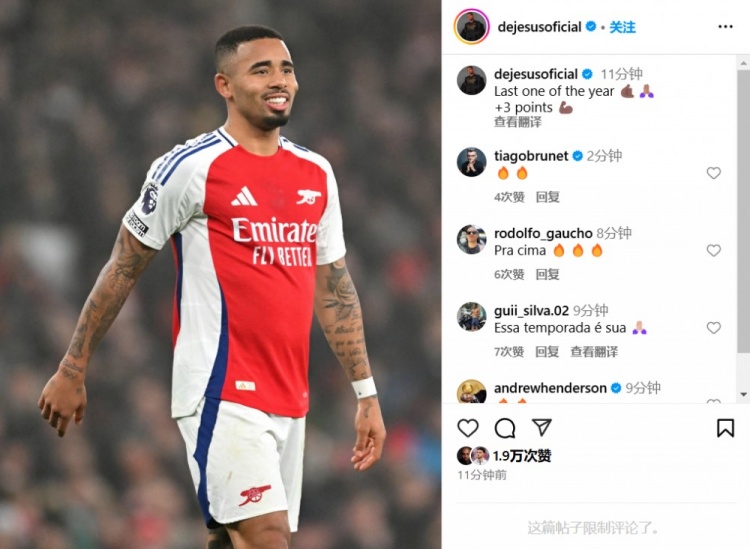 Emirates
FLY BETTER
dejesusoficial • 关注
dejesusoficial 11分钟
Last one of the year 🤙🏾🙏🏽
+3 points 💪🏾
查看翻译
tiagobrunet 2分钟
🔥🔥
4次赞 回复
rodolfo_gaucho 8分钟
Pra cima 🔥🔥🔥
6次赞 回复
guii_silva.02 9分钟
Essa temporada é sua 🙏🏽
7次赞 回复 查看翻译
andrewhenderson 9分钟
🔥🔥
1.9万次赞
11分钟前
这篇帖子限制评论了。